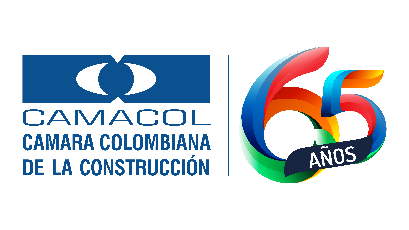 CAMACOL
CAMARA COLOMBIANA
DE LA CONSTRUCCIÓN
65
AÑOS